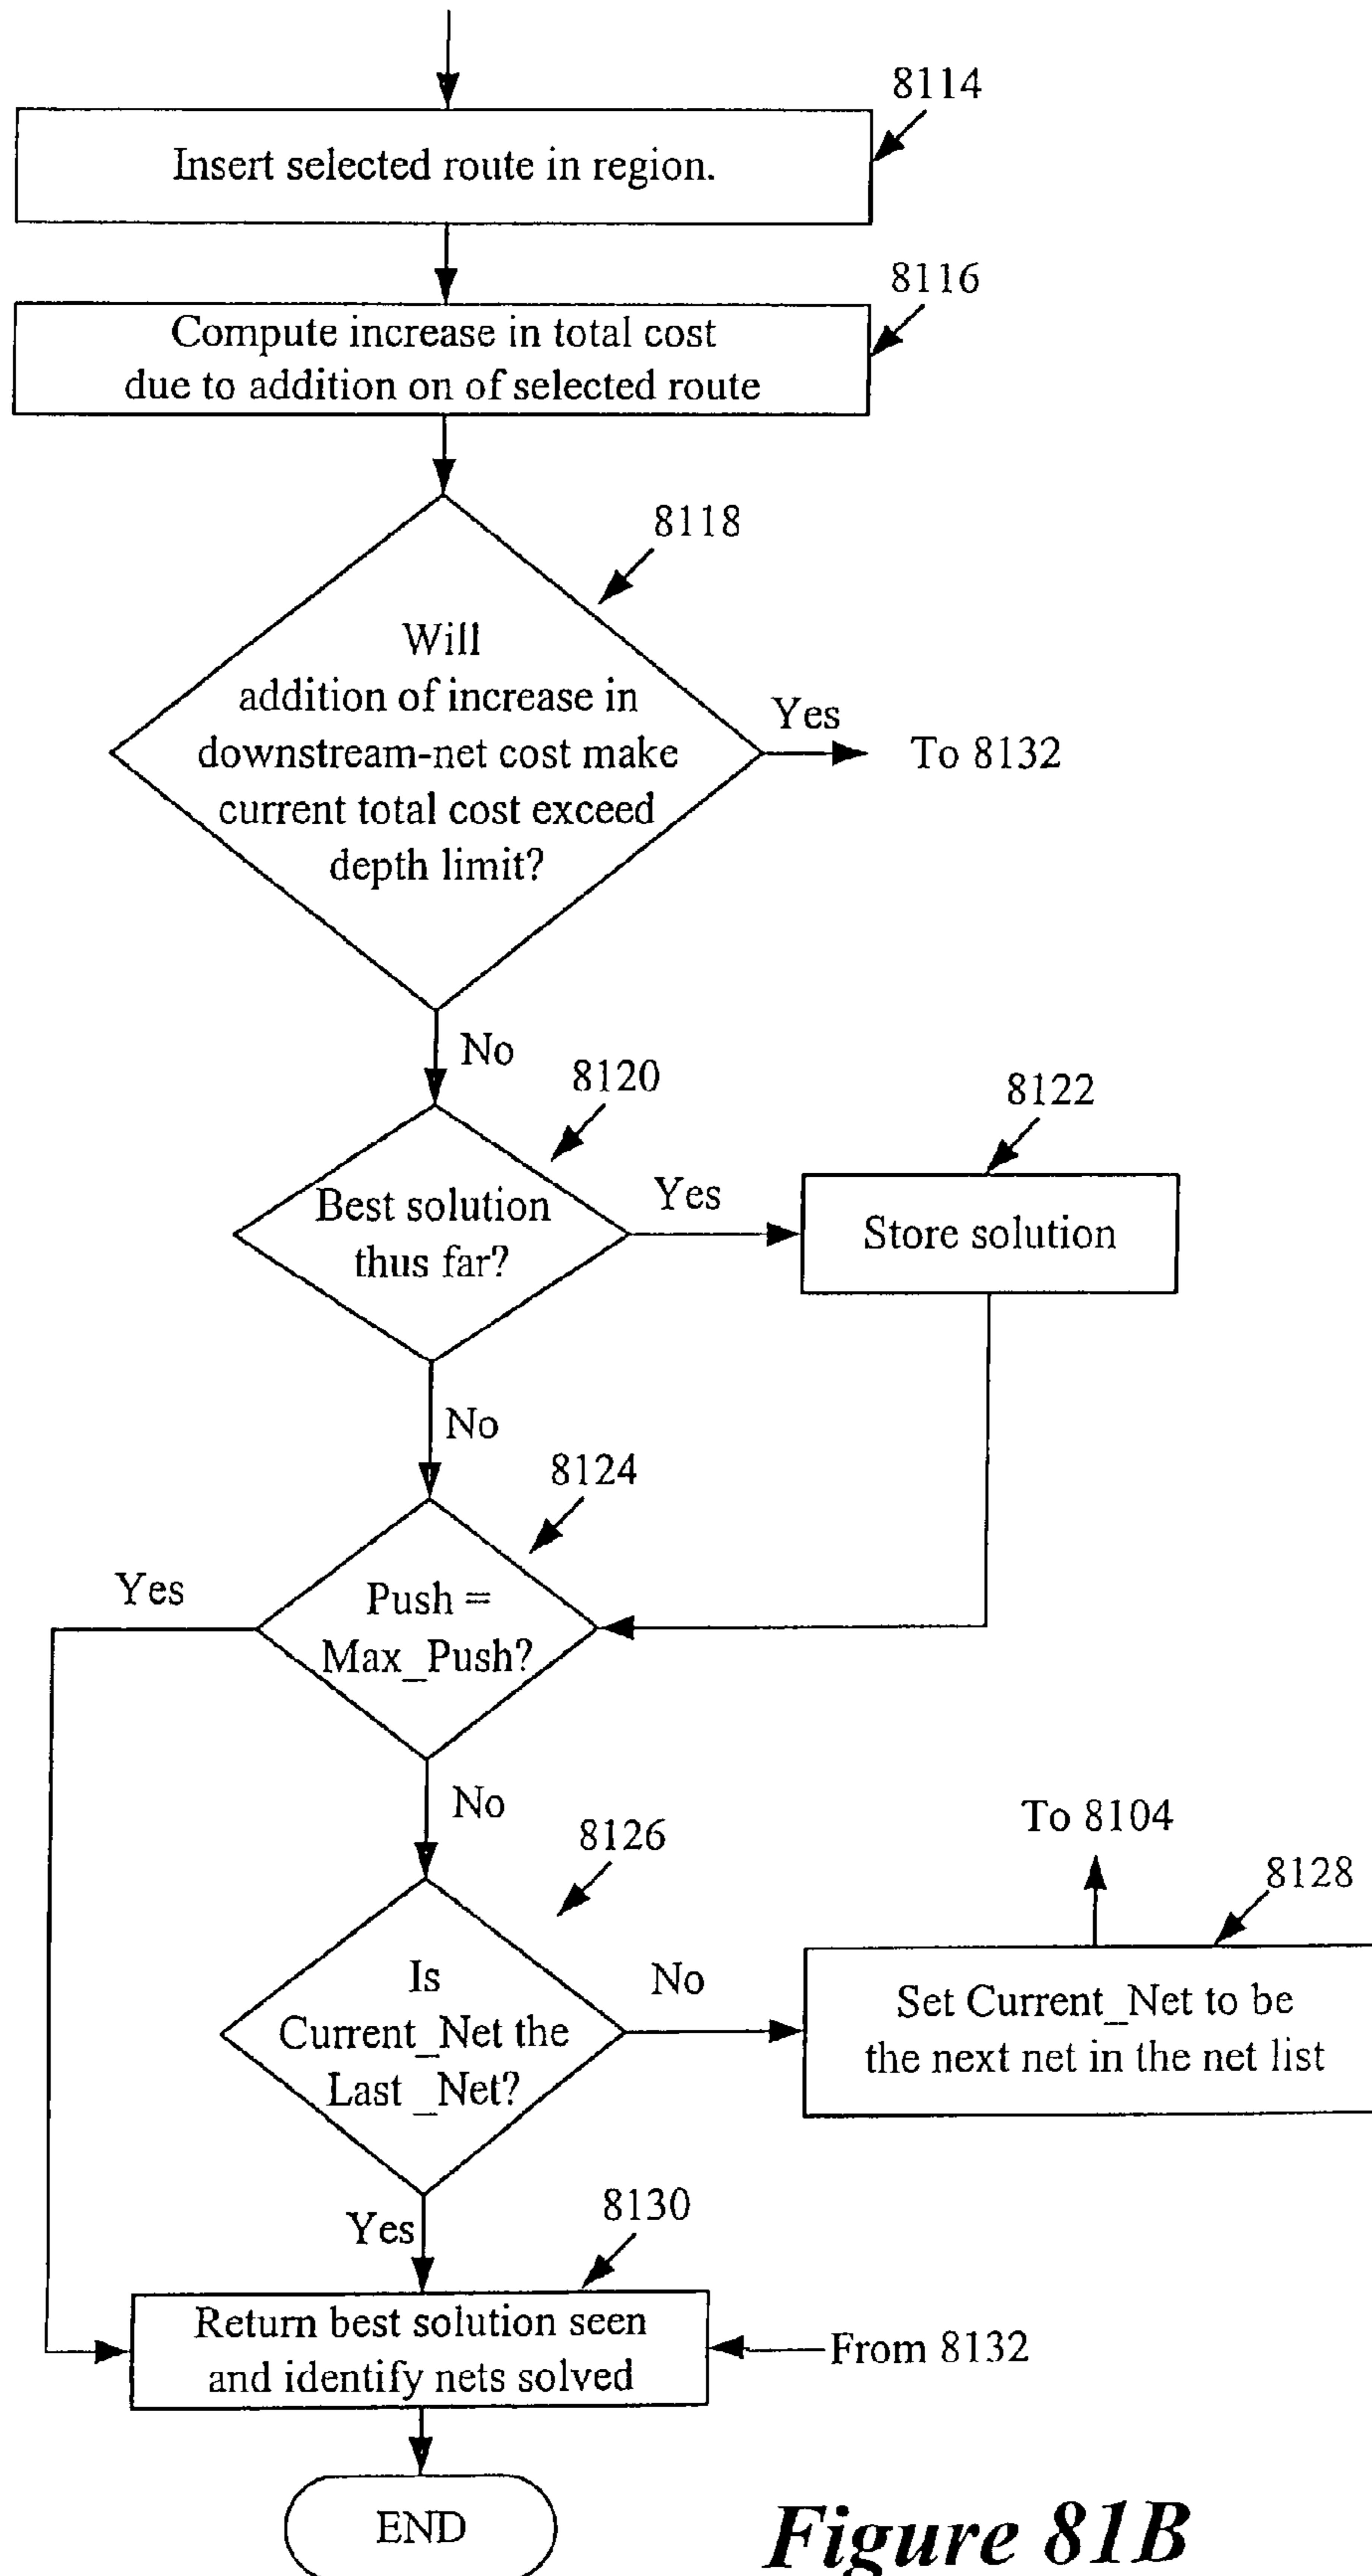 8114
Insert selected route in region.
8116
Compute increase in total cost
due to addition on of selected route
8118
Will
addition of increase in
downstream-net cost make
current total cost exceed
depth limit?
Yes
To 8132
No
8120
8122
Best solution
thus far?
Yes
Store solution
No
8124
Yes
Push =
Max_Push?
No
To 8104
8126
8128
Is
Current_Net the
Last _Net?
No
Set Current_Net to be
the next net in the net list
Yes
8130
Return best solution seen
and identify nets solved
From 8132
END
Figure 81B